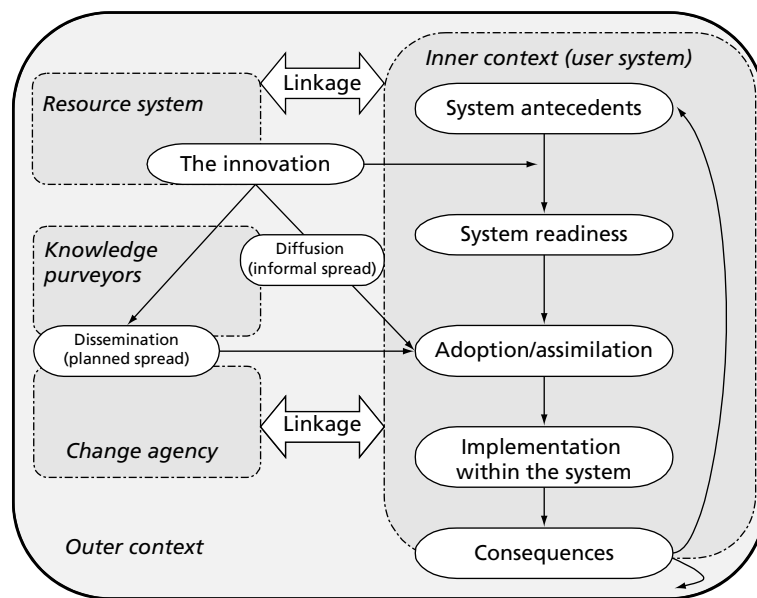 Inner context (user system)
Linkage
Resource system
System antecedents
The innovation
System readiness
Knowledge
purveyors
Diffusion
(informal spread)
Dissemination
(planned spread)
Adoption/assimilation
Linkage
Change agency
Implementation
within the system
Outer context
Consequences